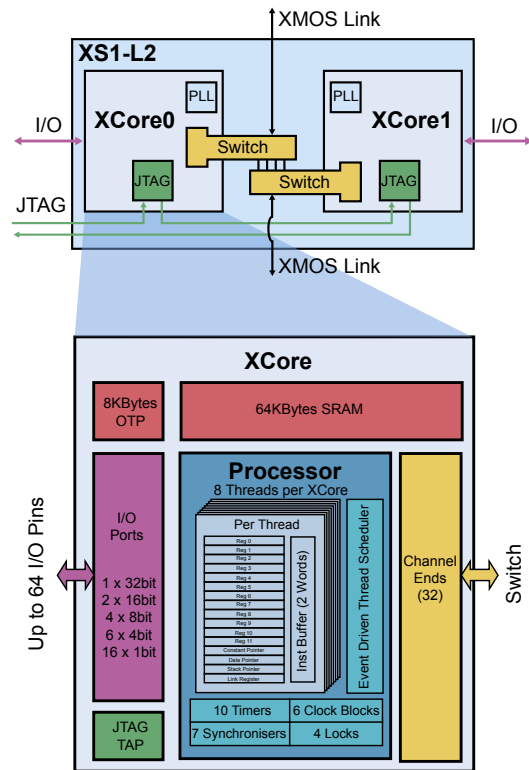 XMOS Link
XS1-L2
PLL
PLL
XCore0
XCore1
I/O
I/O
Switch
Switch
JTAG
JTAG
JTAG
XMOS Link
XCore
8KBytes
OTP
64KBytes SRAM
Processor
8 Threads per XCore
I/O
Ports
1 x 32bit
2 x 16bit
4 x 8bit
6 x 4bit
16 x 1bit
Up to 64 I/O Pins
Per Thread
Reg 0
Reg 1
Reg 2
Reg 3
Reg 4
Reg 5
Reg 6
Reg 7
Reg 8
Reg 9
Reg 10
Reg 11
Constant Pointer
Data Pointer
Stack Pointer
Link Register
Inst Buffer (2 Words)
Event Driven Thread Scheduler
Channel
Ends
(32)
Switch
10 Timers
6 Clock Blocks
7 Synchronisers
4 Locks
JTAG
TAP